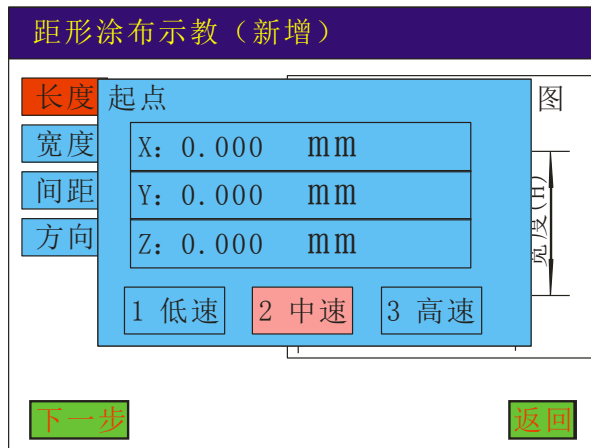 距形涂布示教（新增）
长度
起点
图
宽度
X: 0.000 mm
间距
Y: 0.000 mm
宽度(H)
方向
Z: 0.000 mm
1 低速
2 中速
3 高速
下一步
返回